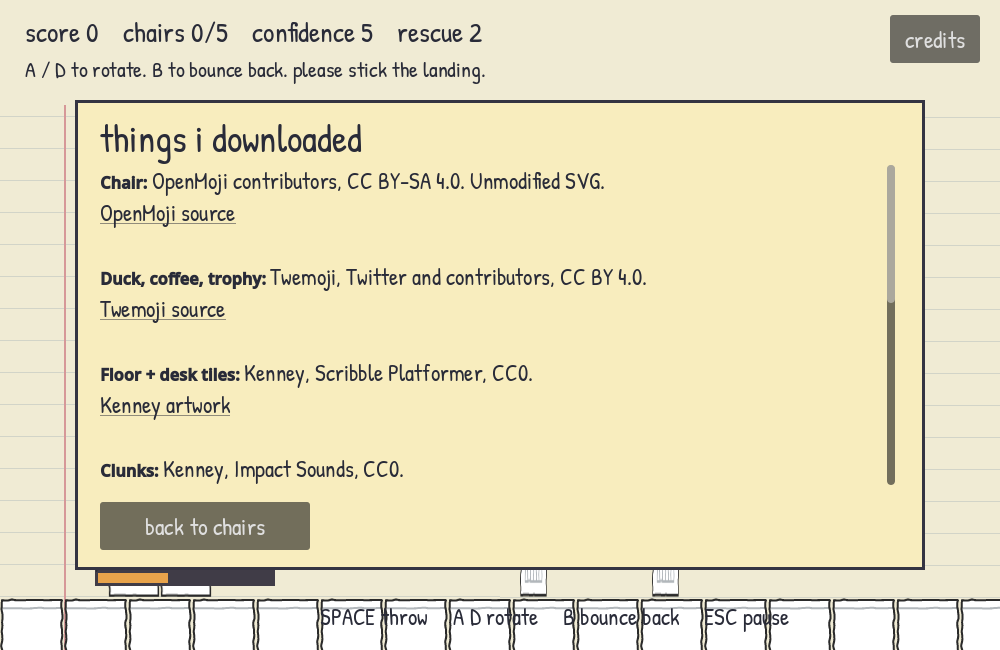 score 0 chairs 0/5 confidence 5 rescue 2
credits
A / D to rotate. B to bounce back. please stick the landing.
things i downloaded
Chair: OpenMoji contributors, CC BY-SA 4.0. Unmodified SVG.
OpenMoji source
Duck, coffee, trophy: Twemoji, Twitter and contributors, CC BY 4.0.
Twemoji source
Floor + desk tiles: Kenney, Scribble Platformer, CC0.
Kenney artwork
Clunks: Kenney, Impact Sounds, CC0.
back to chairs
SPACE throw A D rotate B bounce back ESC pause